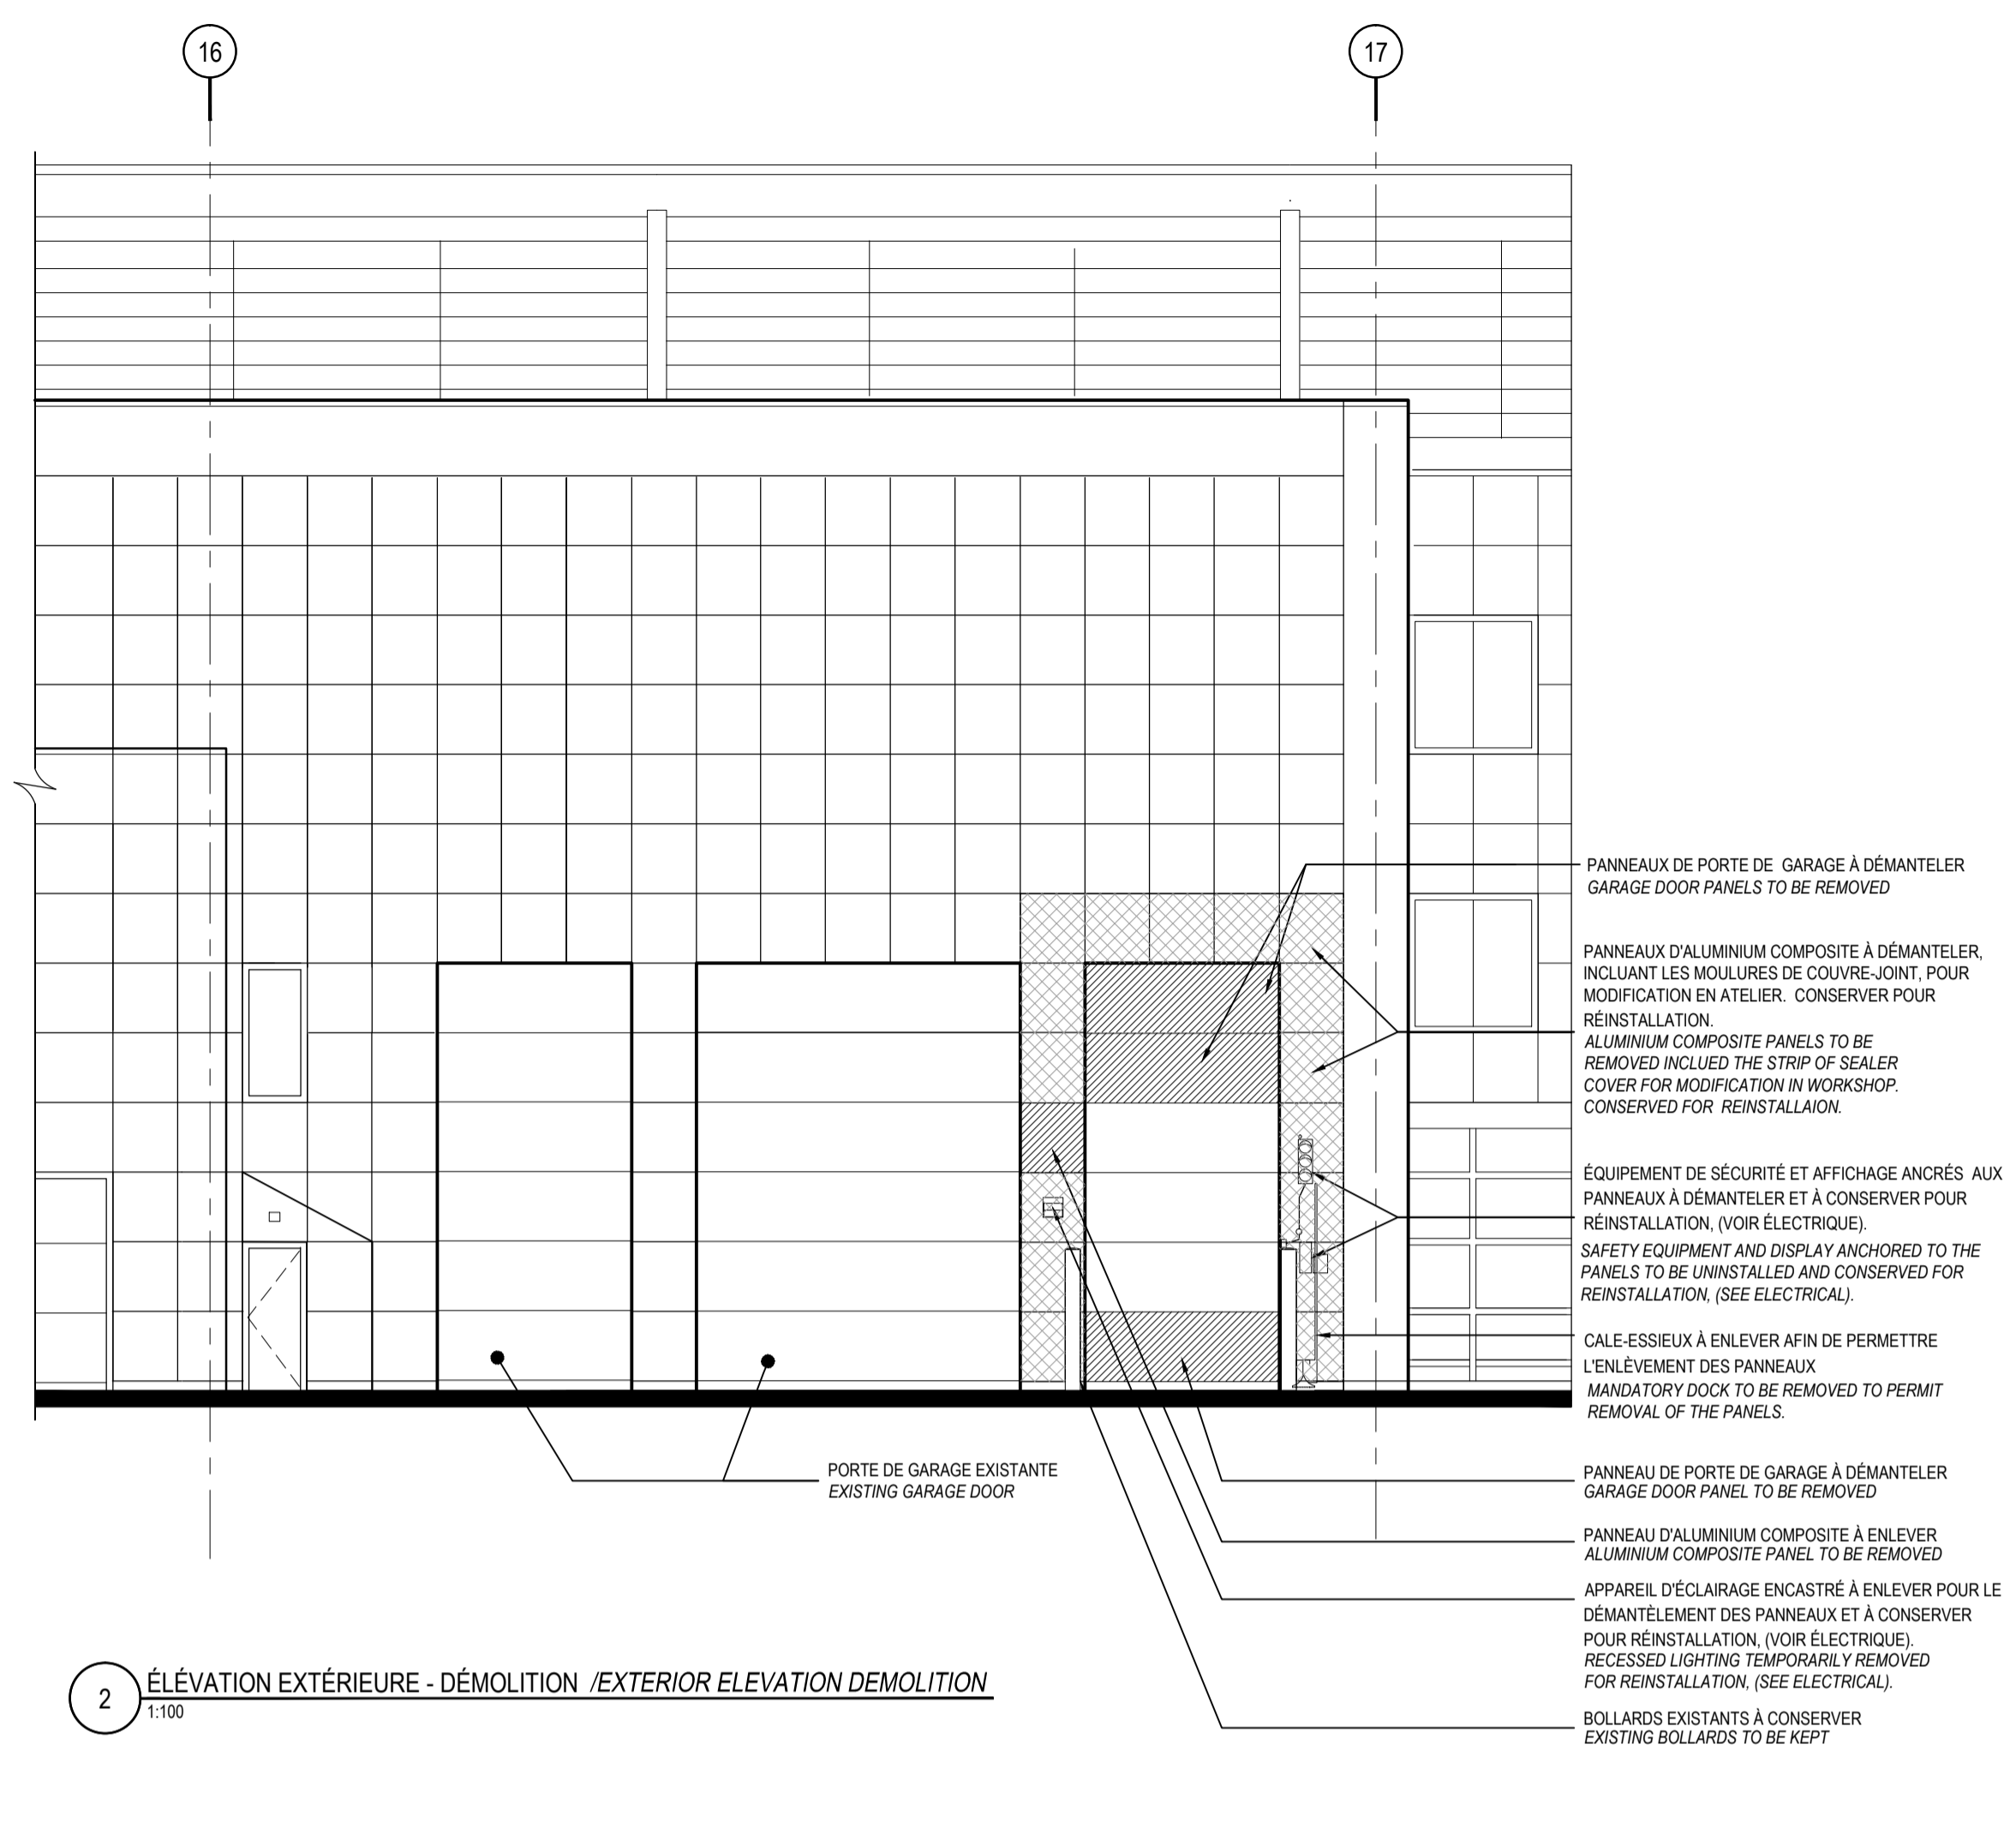 16
17
PANNEAUX DE PORTE DE GARAGE À DÉMANTELER
GARAGE DOOR PANELS TO BE REMOVED
PANNEAUX D'ALUMINIUM COMPOSITE À DÉMANTELER,
INCLUANT LES MOULURES DE COUVRE-JOINT, POUR
MODIFICATION EN ATELIER. CONSERVER POUR
RÉINSTALLATION.
ALUMINIUM COMPOSITE PANELS TO BE
REMOVED INCLUED THE STRIP OF SEALER
COVER FOR MODIFICATION IN WORKSHOP.
CONSERVED FOR REINSTALLAION.
ÉQUIPEMENT DE SÉCURITÉ ET AFFICHAGE ANCRÉS AUX
PANNEAUX À DÉMANTELER ET À CONSERVER POUR
RÉINSTALLATION, (VOIR ÉLECTRIQUE).
SAFETY EQUIPMENT AND DISPLAY ANCHORED TO THE
PANELS TO BE UNINSTALLED AND CONSERVED FOR
REINSTALLATION, (SEE ELECTRICAL).
CALE-ESSIEUX À ENLEVER AFIN DE PERMETTRE
L'ENLÈVEMENT DES PANNEAUX
MANDATORY DOCK TO BE REMOVED TO PERMIT
REMOVAL OF THE PANELS.
PORTE DE GARAGE EXISTANTE
EXISTING GARAGE DOOR
PANNEAU DE PORTE DE GARAGE À DÉMANTELER
GARAGE DOOR PANEL TO BE REMOVED
PANNEAU D'ALUMINIUM COMPOSITE À ENLEVER
ALUMINIUM COMPOSITE PANEL TO BE REMOVED
APPAREIL D'ÉCLAIRAGE ENCASTRÉ À ENLEVER POUR LE
DÉMANTÈLEMENT DES PANNEAUX ET À CONSERVER
POUR RÉINSTALLATION, (VOIR ÉLECTRIQUE).
RECESSED LIGHTING TEMPORARILY REMOVED
FOR REINSTALLATION, (SEE ELECTRICAL).
BOLLARDS EXISTANTS À CONSERVER
EXISTING BOLLARDS TO BE KEPT
2
ÉLÉVATION EXTÉRIEURE - DÉMOLITION /EXTERIOR ELEVATION DEMOLITION
1:100